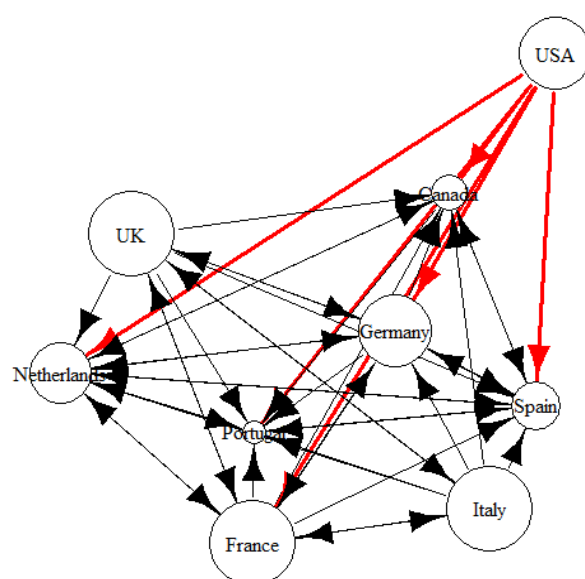 USA
Canada
UK
Germany
Netherlands
Spain
Portugal
Italy
France